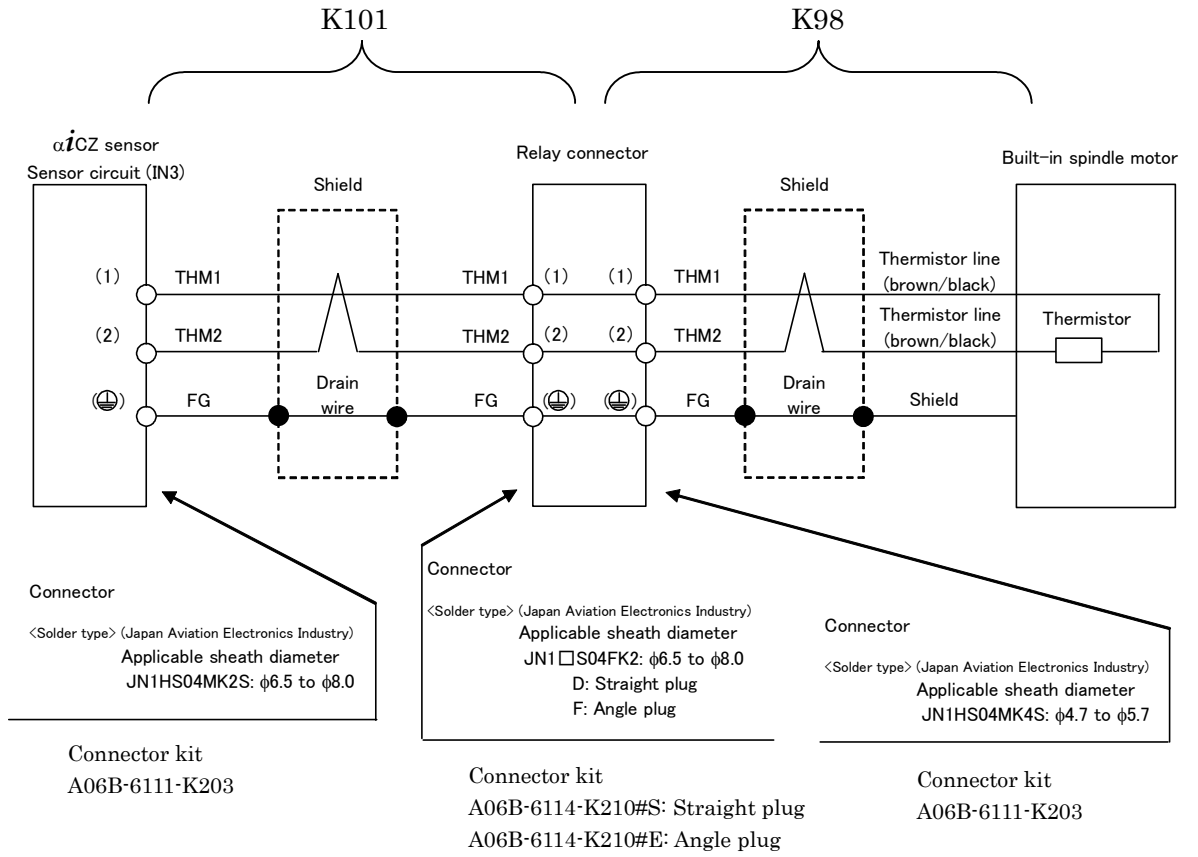 K101
K98
αiCZ sensor
Sensor circuit (IN3)
Relay connector
Built-in spindle motor
Shield
Shield
(1)
THM1
THM1
(1)
(1)
THM1
Thermistor line
(brown/black)
(2)
THM2
THM2
(2)
(2)
THM2
Thermistor line
(brown/black)
Thermistor
Drain
wire
Drain
wire
(⏚)
FG
FG
(⏚)
(⏚)
FG
Shield
Connector
<Solder type> (Japan Aviation Electronics Industry)
Applicable sheath diameter
JN1HS04MK2S: φ6.5 to φ8.0
Connector kit
A06B-6111-K203
Connector
<Solder type> (Japan Aviation Electronics Industry)
Applicable sheath diameter
JN1□S04FK2: φ6.5 to φ8.0
D: Straight plug
F: Angle plug
Connector kit
A06B-6114-K210#S: Straight plug
A06B-6114-K210#E: Angle plug
Connector
<Solder type> (Japan Aviation Electronics Industry)
Applicable sheath diameter
JN1HS04MK4S: φ4.7 to φ5.7
Connector kit
A06B-6111-K203